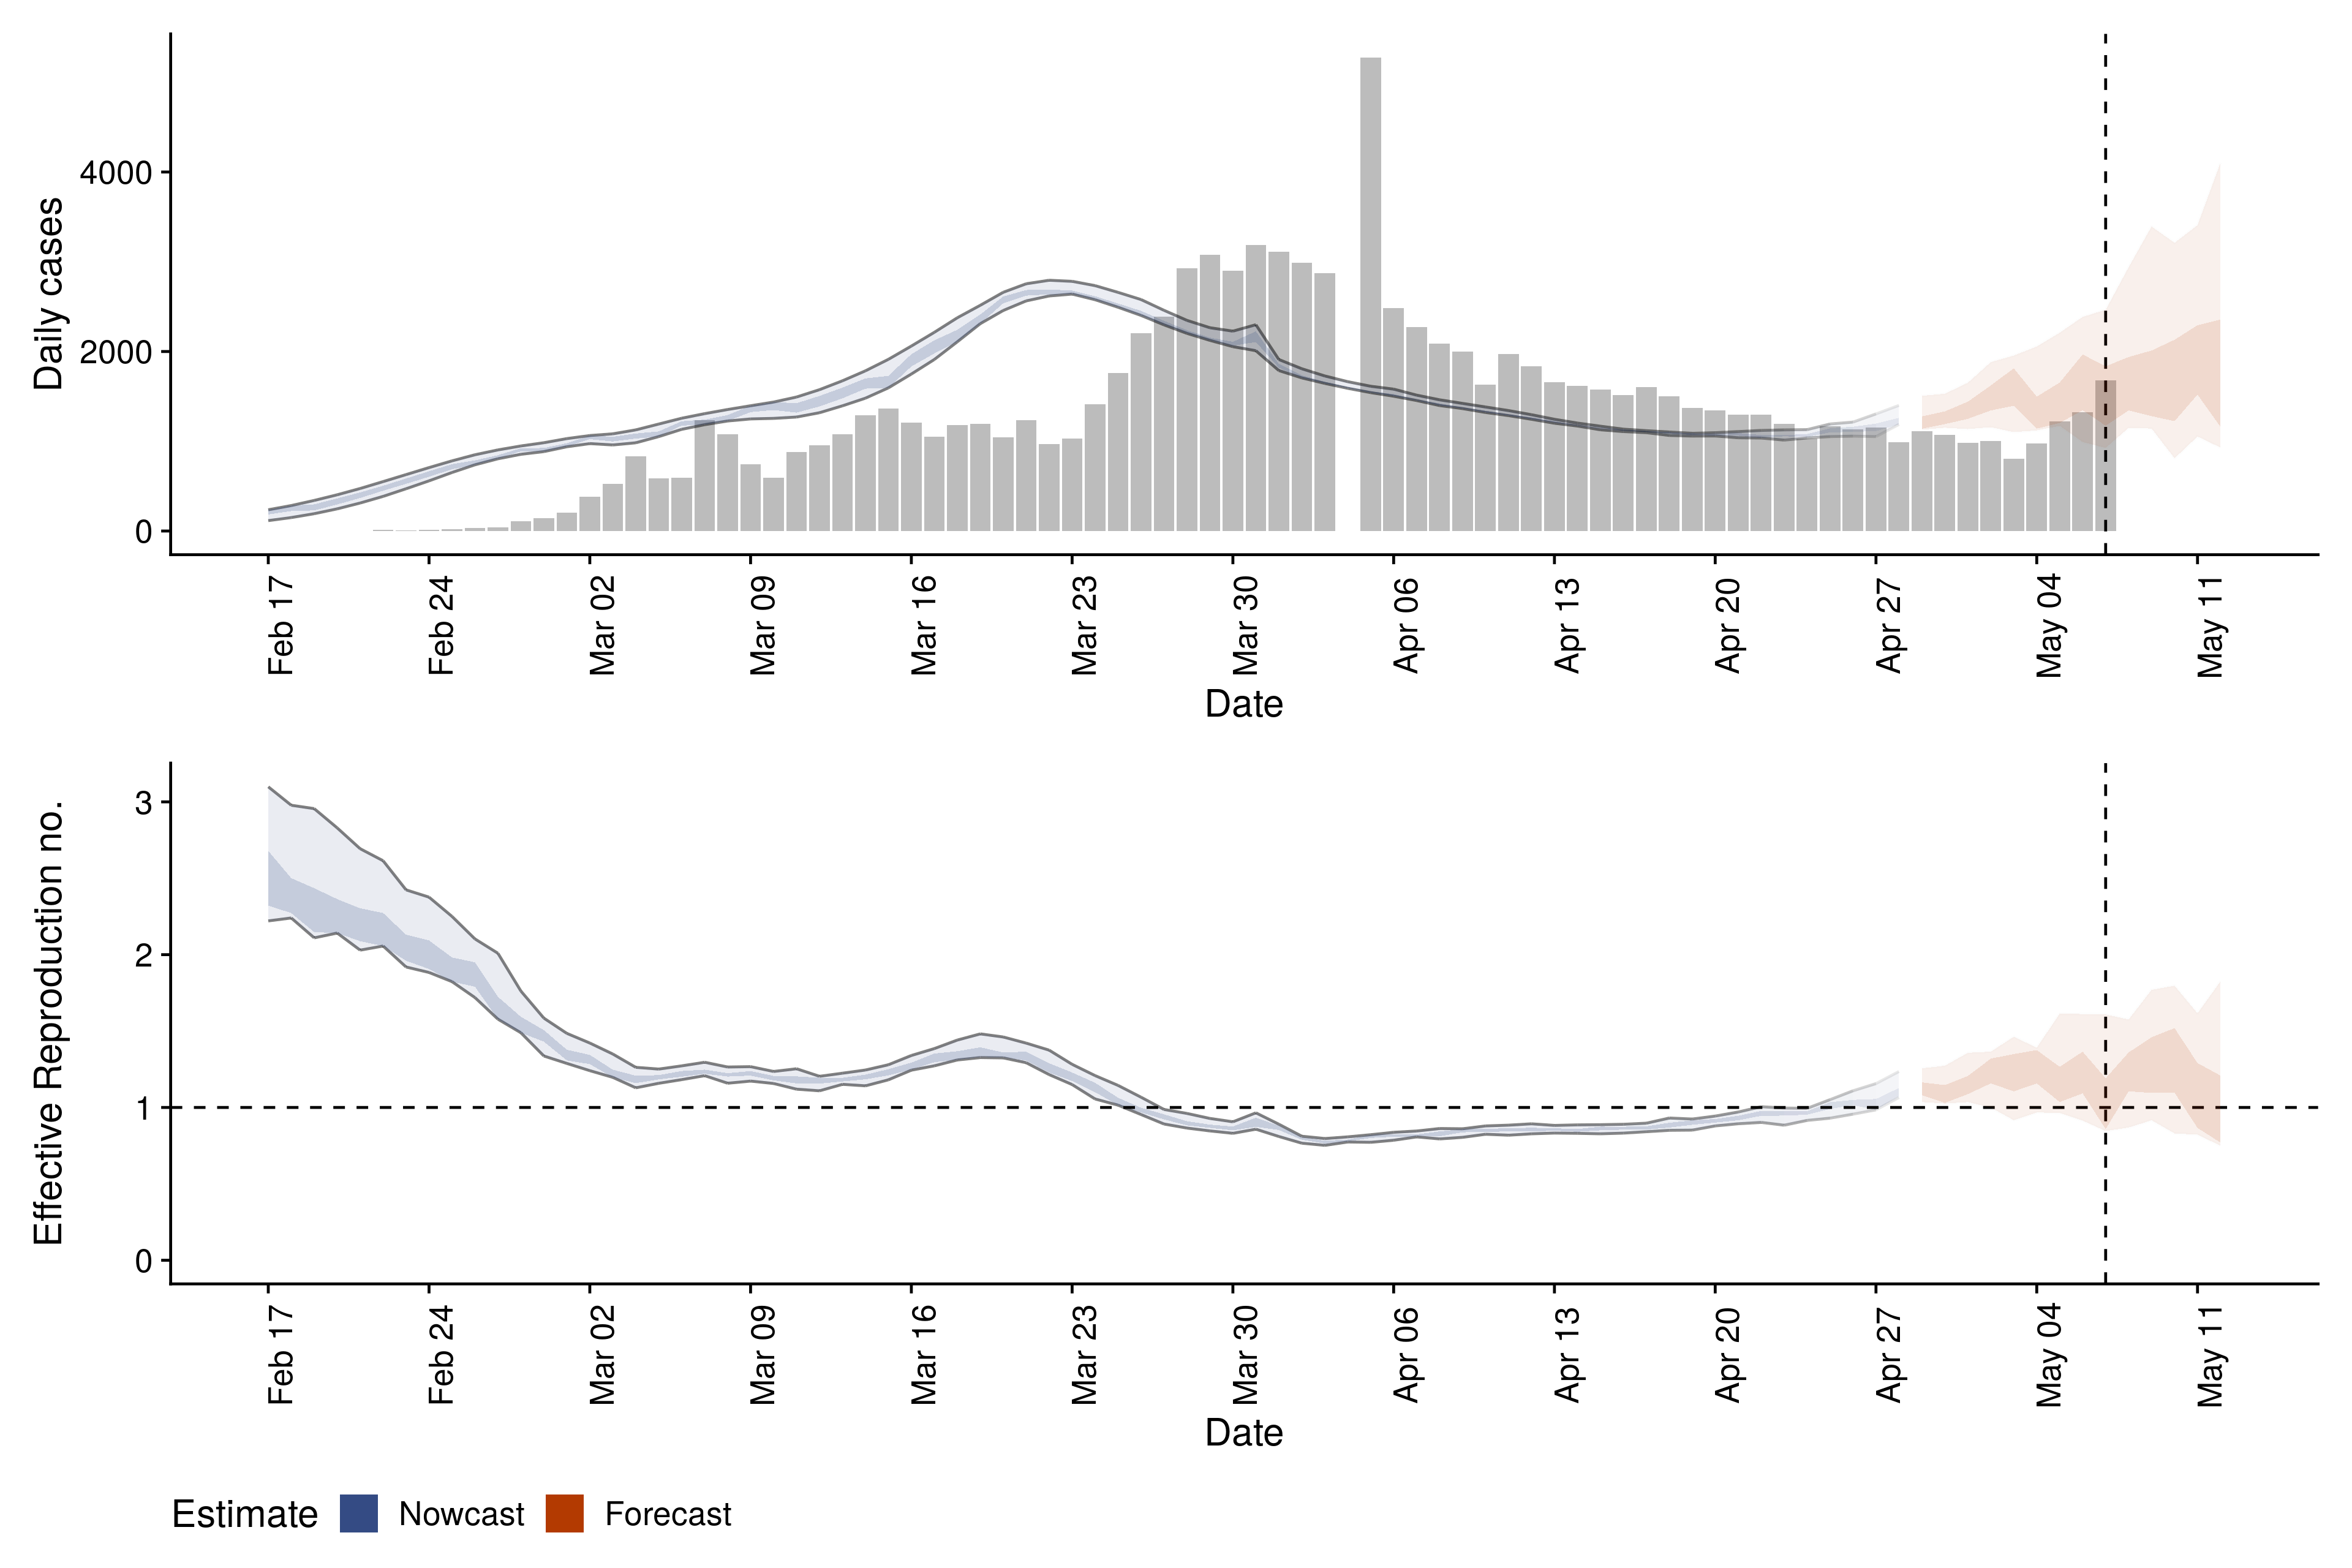 Daily cases
4000
2000
0
Feb 17 Feb 24 Mar 02 Mar 09 Mar 16 Mar 23 Mar 30 Apr 06 Apr 13 Apr 20 Apr 27 May 04 May 11
Date
Effective Reproduction no.
3
2
1
0
Feb 17 Feb 24 Mar 02 Mar 09 Mar 16 Mar 23 Mar 30 Apr 06 Apr 13 Apr 20 Apr 27 May 04 May 11
Date
Estimate Nowcast Forecast